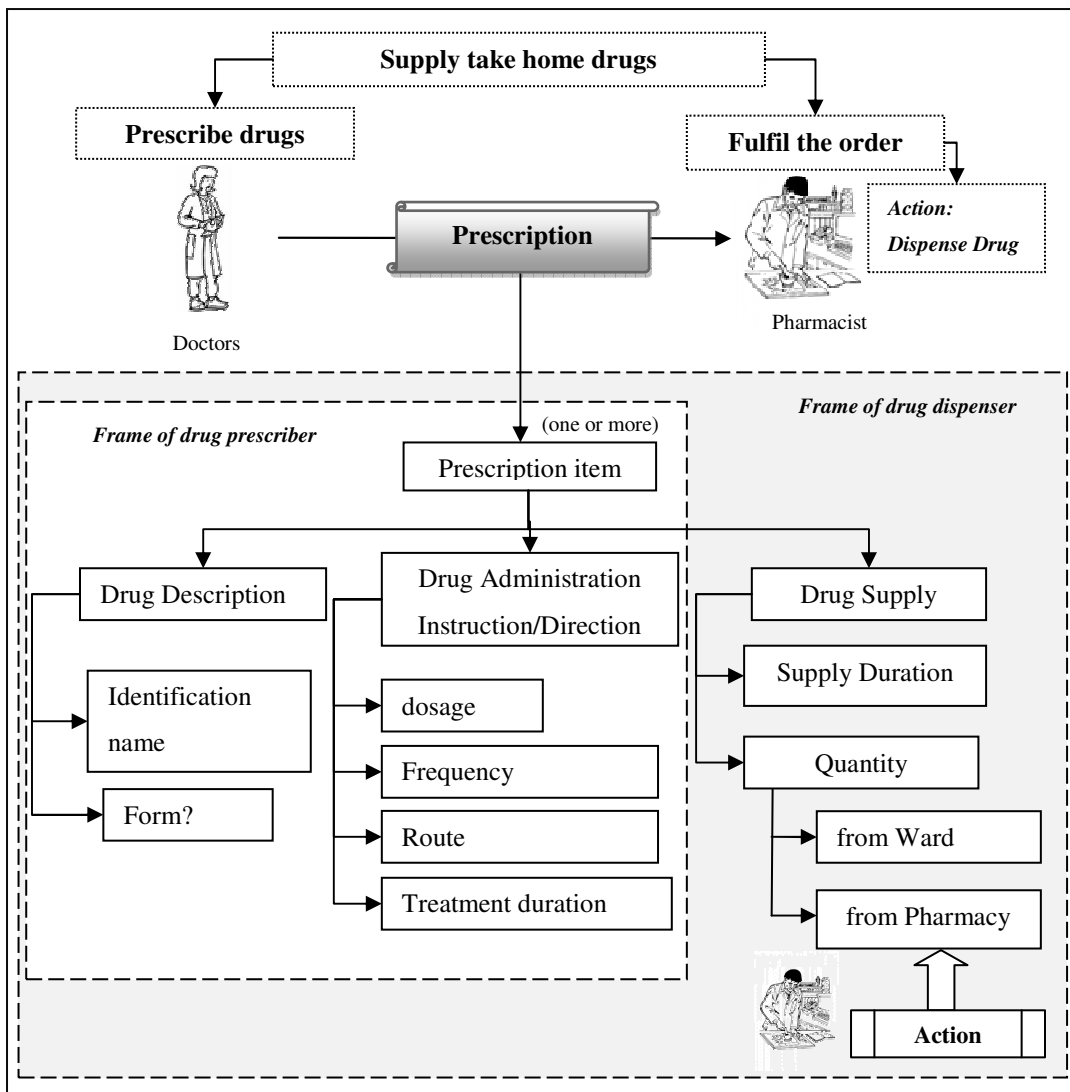 Supply take home drugs
Prescribe drugs
Fulfil the order
Action:
Dispense Drug
Prescription
Doctors
Pharmacist
Frame of drug prescriber
Frame of drug dispenser
(one or more)
Prescription item
Drug Description
Drug Administration
Instruction/Direction
Drug Supply
Identification
name
Form?
dosage
Frequency
Route
Treatment duration
Supply Duration
Quantity
from Ward
from Pharmacy
Action